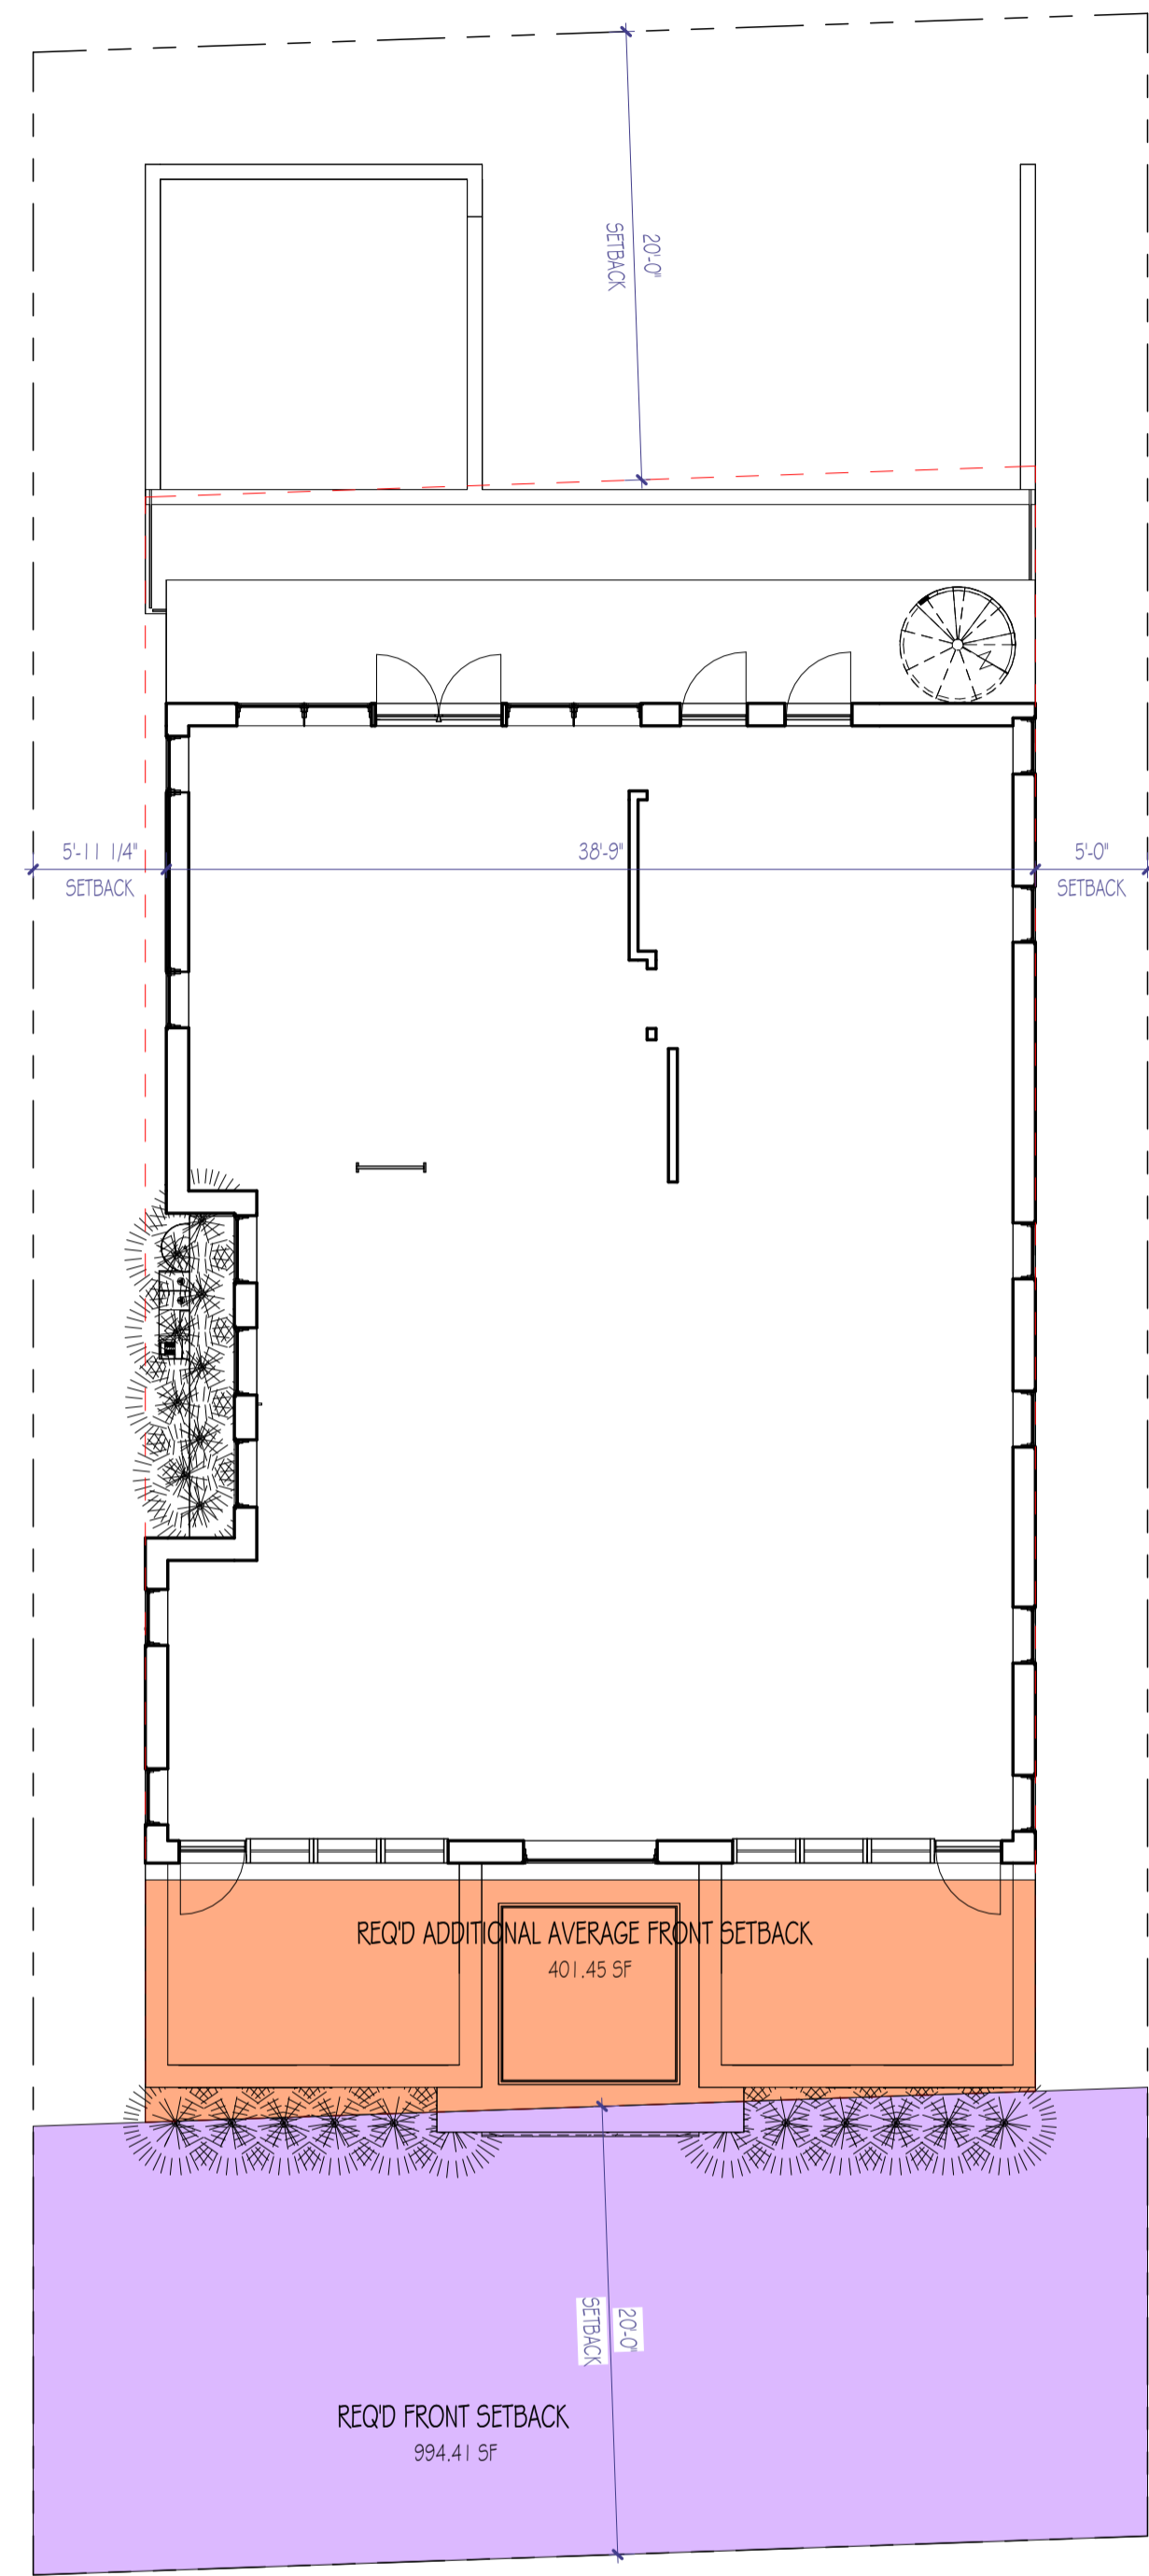 20'-0"
SETBACK
5'-11 1/4"
SETBACK
38'-9"
5'-0"
SETBACK
REQ'D ADDITIONAL AVERAGE FRONT SETBACK
401.45 SF
20'-0"
SETBACK
REQ'D FRONT SETBACK
994.41 SF